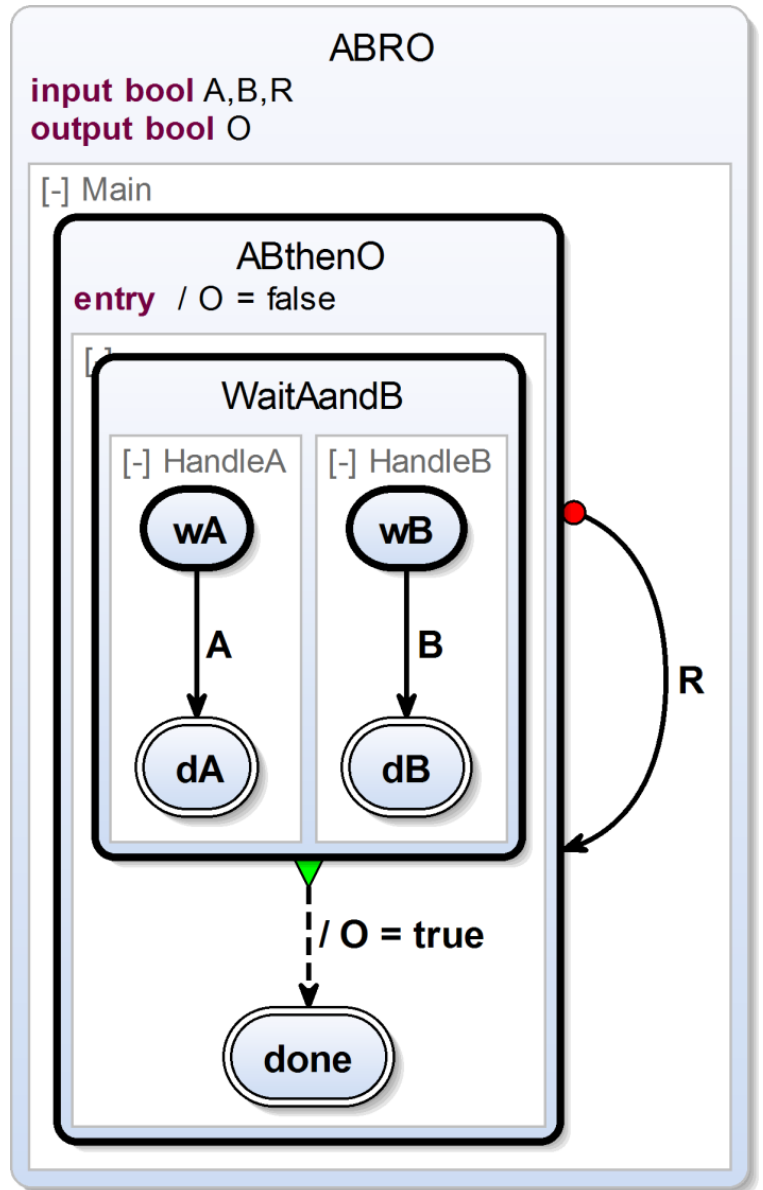 ABRO
input bool A,B,R
output bool O
[-] Main
ABthenO
entry / O = false
[-]
WaitAandB
[-] HandleA
[-] HandleB
wA
wB
A
B
R
dA
dB
/ O = true
done